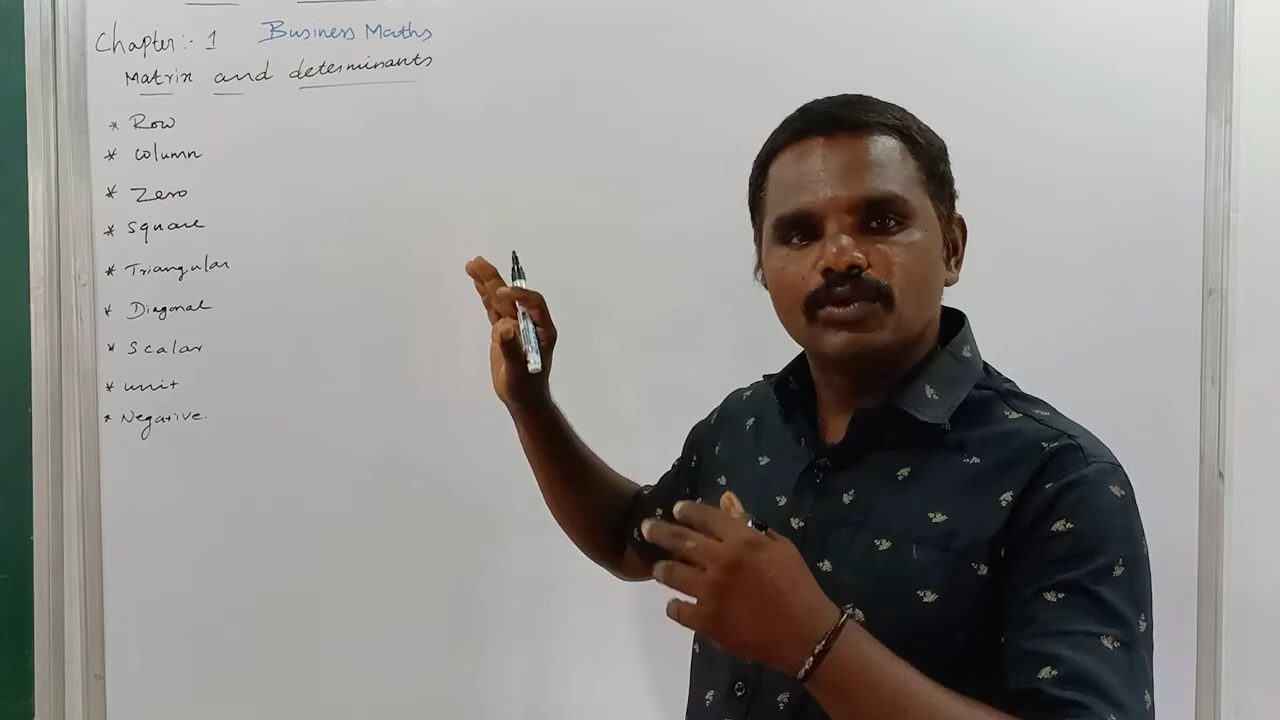 Chapter:- 1 Business Maths
Matrix and determinants
* Row
* column
* Zero
* square
* Triangular
* Diagonal
* Scalar
* unit
* Negative.